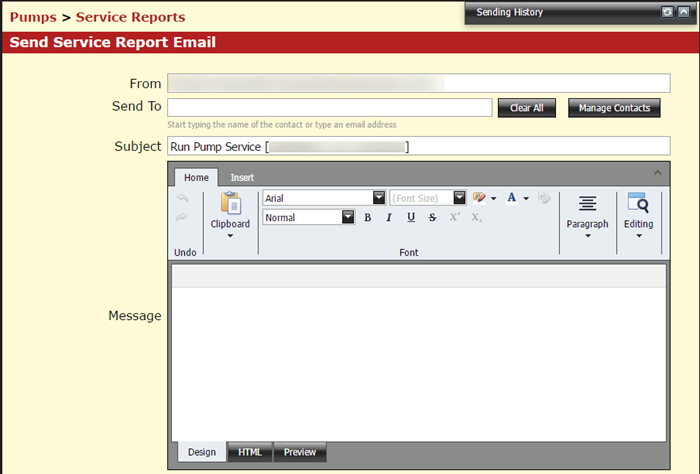 Pumps > Service Reports
Sending History
Send Service Report Email
From
Send To
Clear All
Manage Contacts
Start typing the name of the contact or type an email address
Subject
Run Pump Service [ ]
Home
Insert
Arial
(Font Size)
A
Clipboard
Normal
B I U S X² X₂
Paragraph
Editing
Undo
Font
Message
Design
HTML
Preview